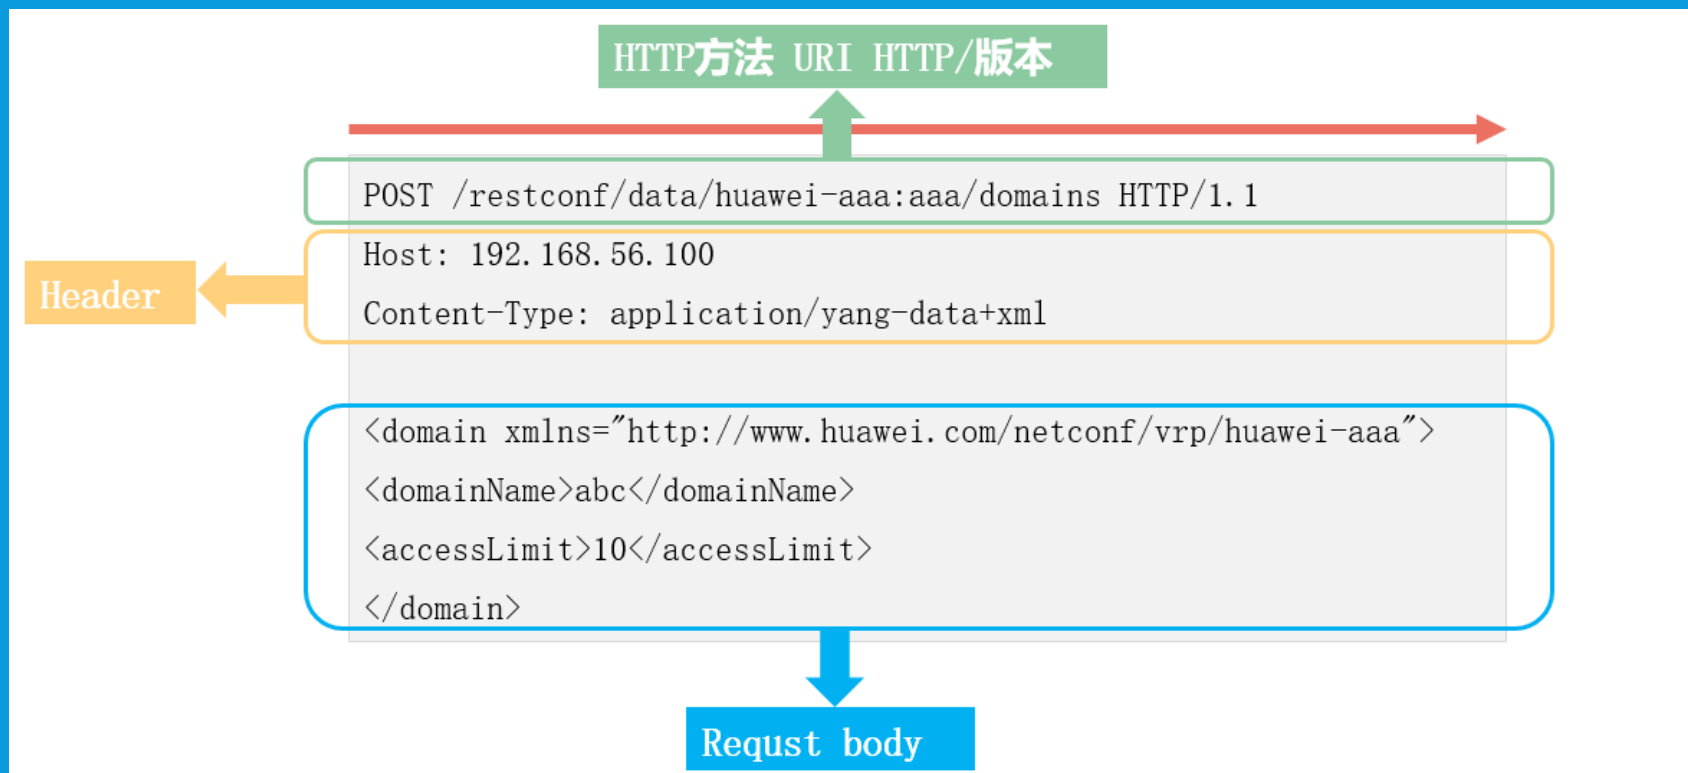 HTTP方法 URI HTTP/版本
POST /restconf/data/huawei-aaa:aaa/domains HTTP/1.1
Header
Host: 192.168.56.100
Content-Type: application/yang-data+xml
<domain xmlns="http://www.huawei.com/netconf/vrp/huawei-aaa">
<domainName>abc</domainName>
<accessLimit>10</accessLimit>
</domain>
Requst body